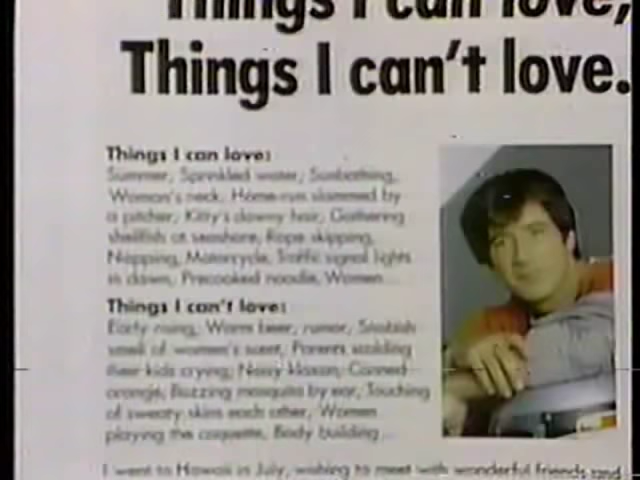 Things I can love,
Things I can't love.
Things I can love:
Summer, Sprinkled water, Sunbathing,
Woman's neck, Home-run slammed by
a pitcher, Kitty's downy hair, Gathering
shellfish at seashore, Rope skipping,
Napping, Motorcycle, Traffic signal lights
in dawn, Precooked noodle, Women...
Things I can't love:
Early rising, Warm beer, rumor, Snobish
smell of women's scent, Parents scolding
their kids crying, Noisy klaxon, Canned
orange, Buzzing mosquito by ear, Touching
of sweaty skins each other, Women
playing the coquette, Body building...
I went to Hawaii in July, wishing to meet with wonderful friends and